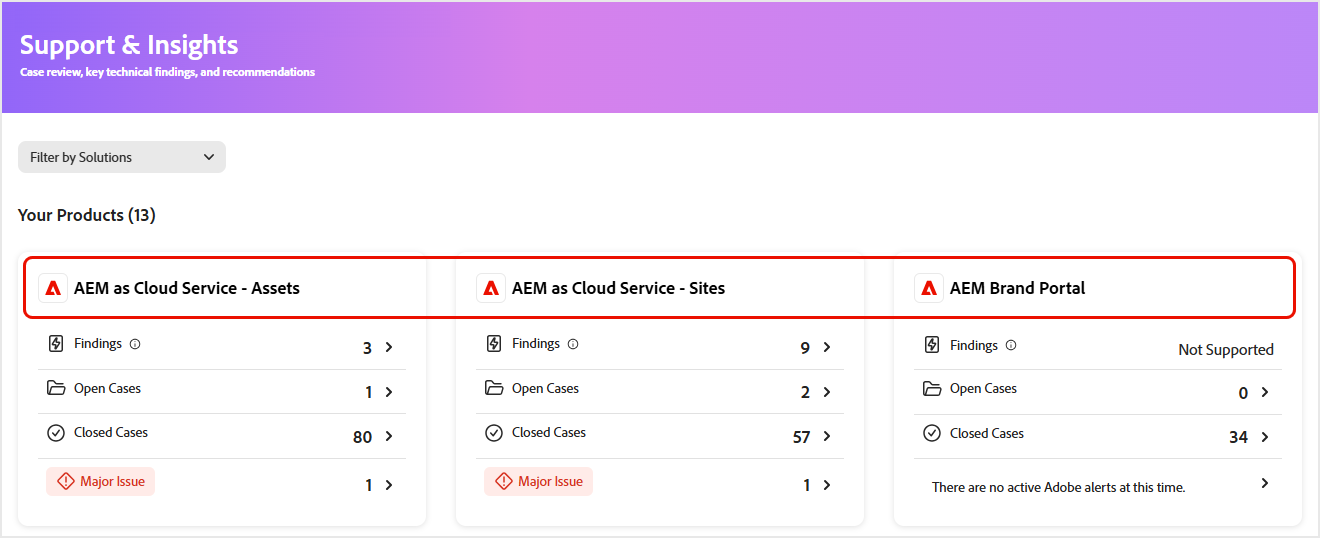 Support & Insights
Case review, key technical findings, and recommendations
Filter by Solutions
Your Products (13)
AEM as Cloud Service - Assets
Findings 3
Open Cases 1
Closed Cases 80
Major Issue 1
AEM as Cloud Service - Sites
Findings 9
Open Cases 2
Closed Cases 57
Major Issue 1
AEM Brand Portal
Findings Not Supported
Open Cases 0
Closed Cases 34
There are no active Adobe alerts at this time.